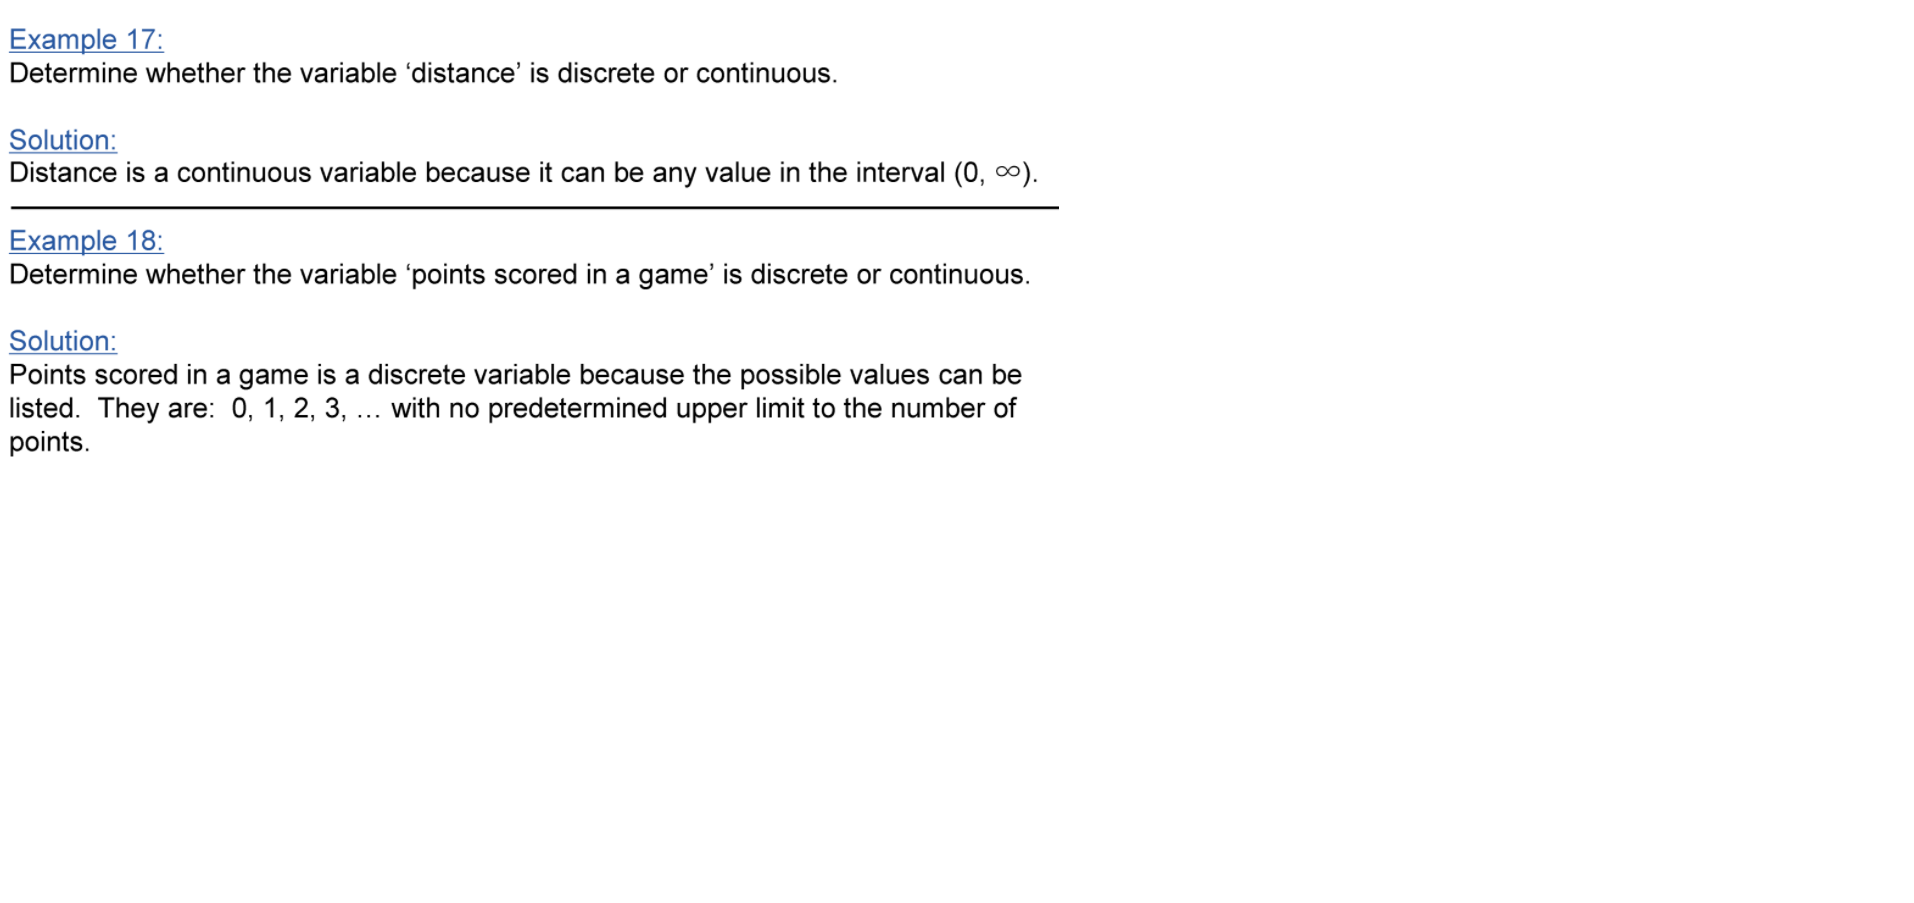 Example 17:
Determine whether the variable ‘distance’ is discrete or continuous.
Solution:
Distance is a continuous variable because it can be any value in the interval (0, ∞).
Example 18:
Determine whether the variable ‘points scored in a game’ is discrete or continuous.
Solution:
Points scored in a game is a discrete variable because the possible values can be
listed.  They are:  0, 1, 2, 3, … with no predetermined upper limit to the number of
points.